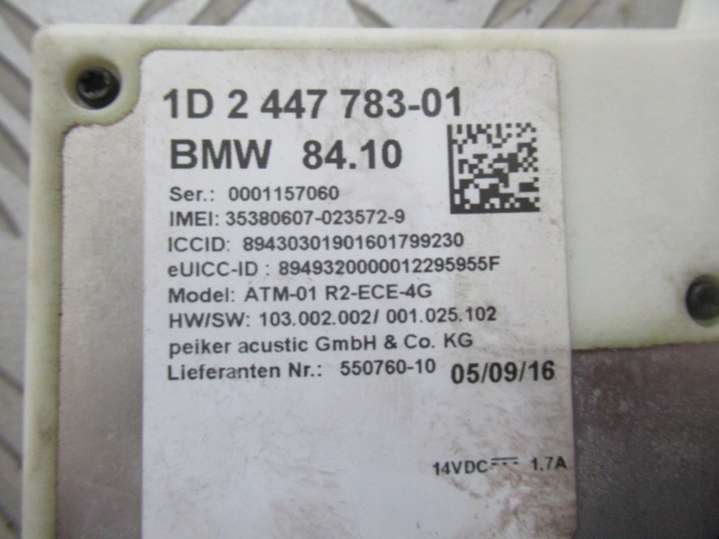 1D 2 447 783-01
BMW 84.10
Ser.: 0001157060
IMEI: 35380607-023572-9
ICCID: 89430301901601799230
eUICC-ID : 8949320000012295955F
Model: ATM-01 R2-ECE-4G
HW/SW: 103.002.002/ 001.025.102
peiker acustic GmbH & Co. KG
Lieferanten Nr.: 550760-10 05/09/16
14VDC 1.7A